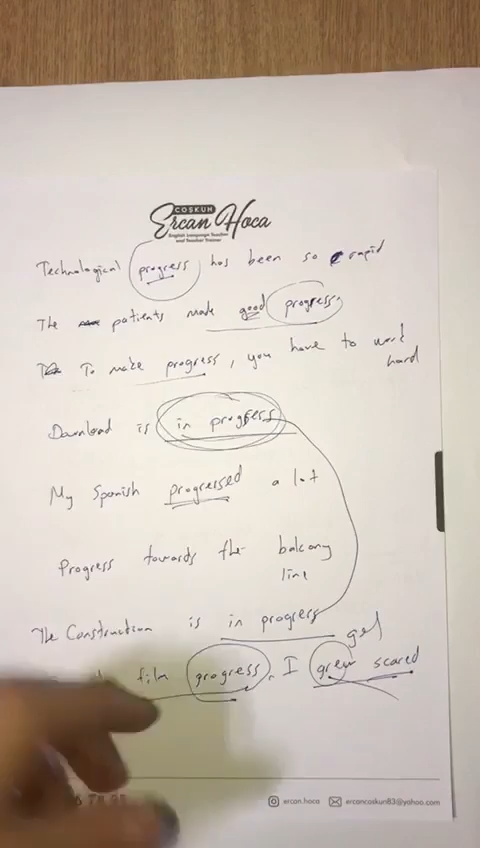 COSKUN
Ercan Hoca
English Language Teacher
and Teacher Trainer
Technological progress has been so rapid
The patients made good progress
To make progress, you have to work
hard
Download is in progress
My Spanish progressed a lot
Progress towards the balcony
line
The Construction is in progress
get
film progress, I grew scared
ercan.hoca ercancoskun83@yahoo.com